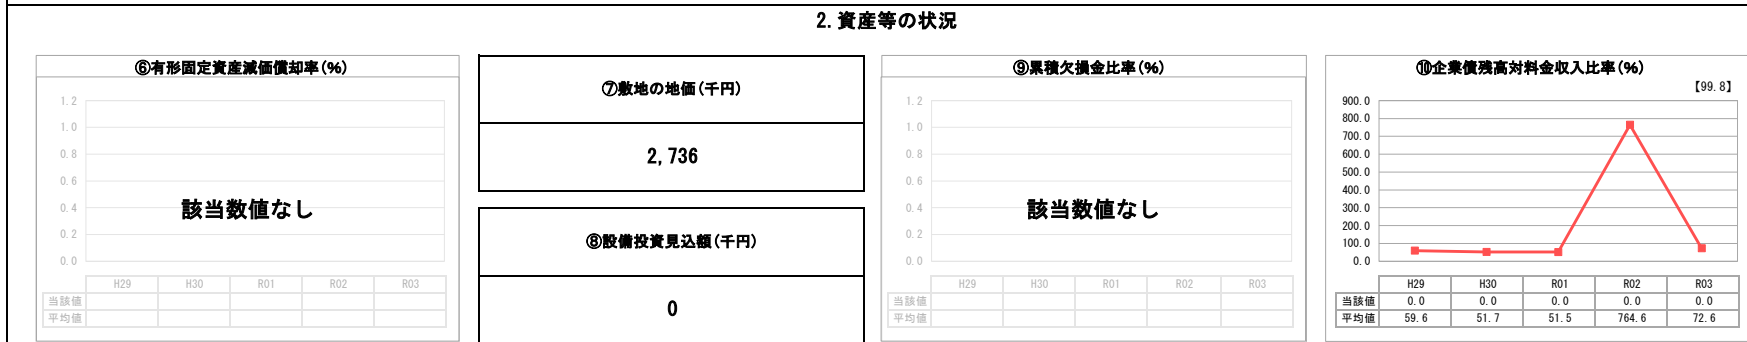 2. 資産等の状況
⑥有形固定資産減価償却率(%)
1.2
1.0
0.8
0.6
0.4
0.2
0.0
該当数値なし
H29 H30 R01 R02 R03
当該値
平均値
⑦敷地の地価(千円)
2,736
⑧設備投資見込額(千円)
0
⑨累積欠損金比率(%)
1.2
1.0
0.8
0.6
0.4
0.2
0.0
該当数値なし
H29 H30 R01 R02 R03
当該値
平均値
⑩企業債残高対料金収入比率(%)
【99.8】
900.0
800.0
700.0
600.0
500.0
400.0
300.0
200.0
100.0
0.0
H29 H30 R01 R02 R03
当該値 0.0 0.0 0.0 0.0 0.0
平均値 59.6 51.7 51.5 764.6 72.6